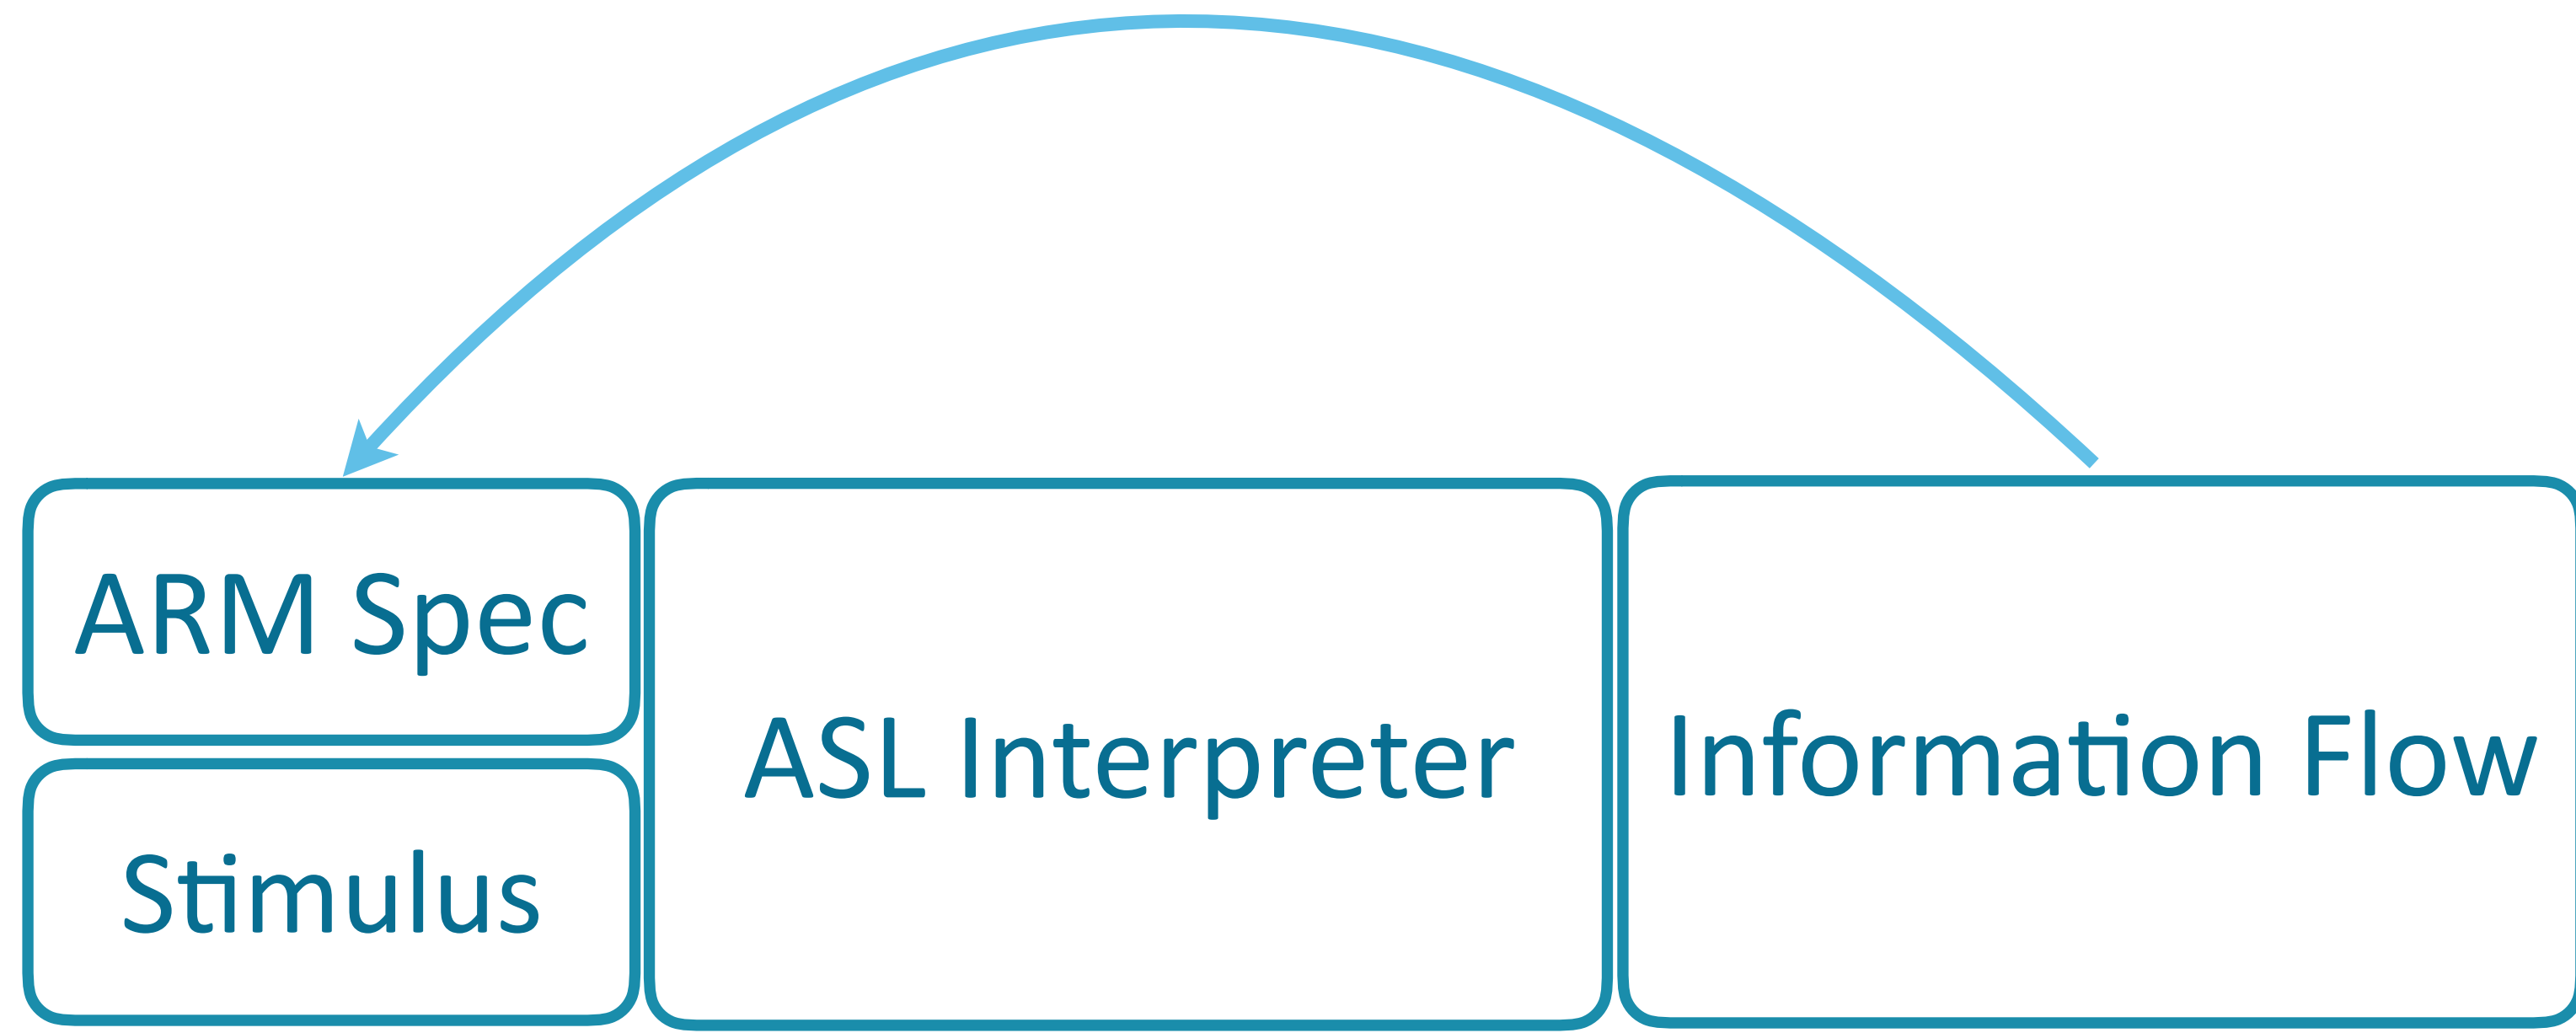 ARM Spec
Stimulus
ASL Interpreter
Information Flow